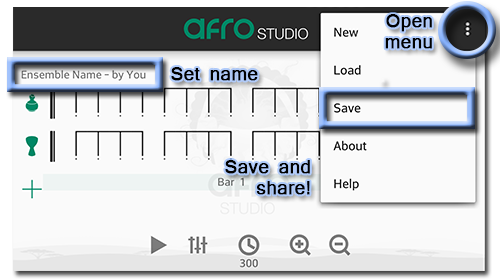 afro STUDIO
Open
menu
New
Load
Save
About
Help
Ensemble Name - by You
Set name
Save and
share!
Bar 1
STUDIO
300